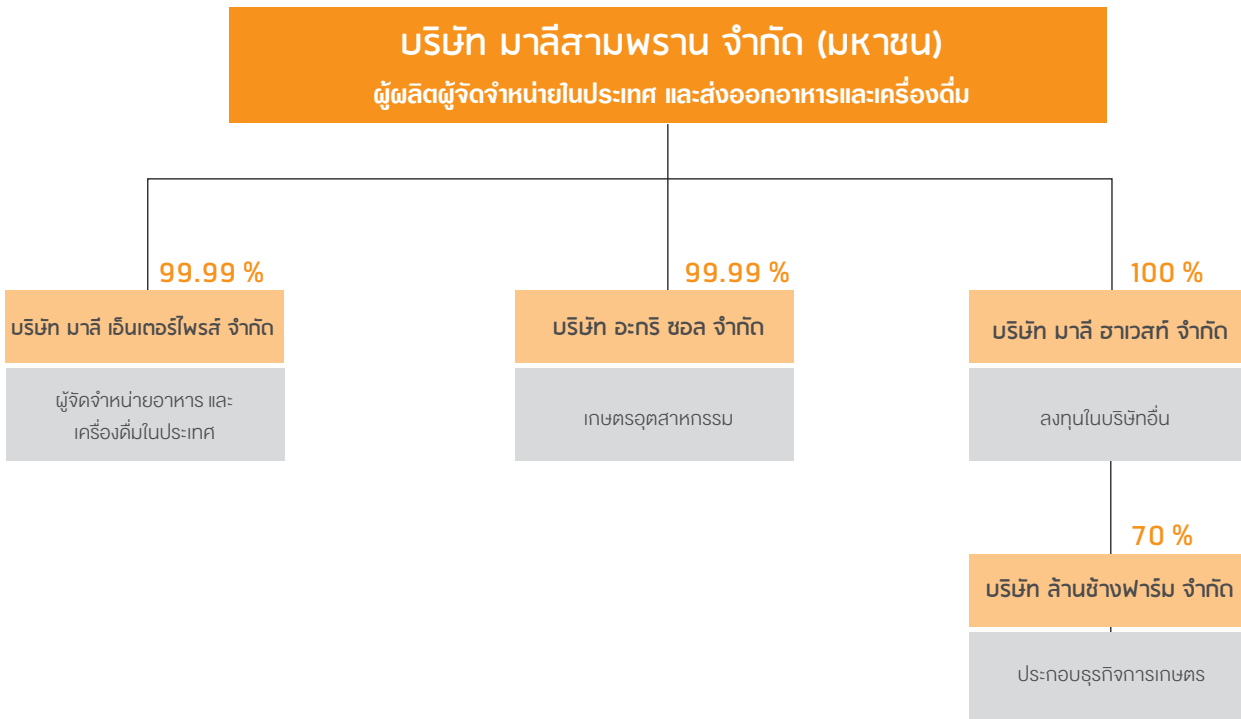 บริษัท มาลีสามพราน จำกัด (มหาชน)
ผู้ผลิตผู้จัดจำหน่ายในประเทศ และส่งออกอาหารและเครื่องดื่ม
99.99 %
บริษัท มาลี เอ็นเตอร์ไพรส์ จำกัด
ผู้จัดจำหน่ายอาหาร และ
เครื่องดื่มในประเทศ
99.99 %
บริษัท อะกริ ซอล จำกัด
เกษตรอุตสาหกรรม
100 %
บริษัท มาลี ฮาเวสท์ จำกัด
ลงทุนในบริษัทอื่น
70 %
บริษัท ล้านช้างฟาร์ม จำกัด
ประกอบธุรกิจการเกษตร